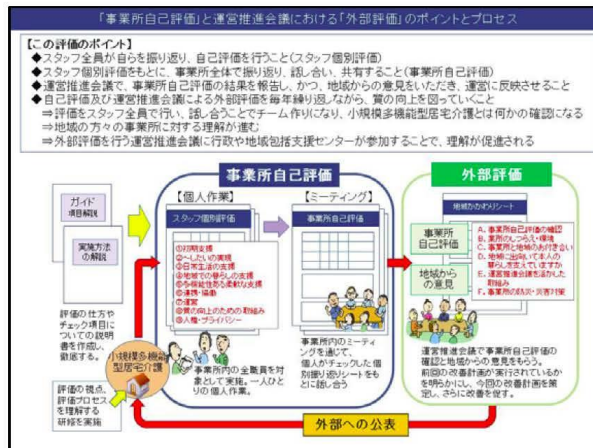 「事業所自己評価」と運営推進会議における「外部評価」のポイントとプロセス
【この評価のポイント】
◆スタッフ全員が自らを振り返り、自己評価を行うこと(スタッフ個別評価)
◆スタッフ個別評価をもとに、事業所全体で振り返り、話し合い、共有すること(事業所自己評価)
◆運営推進会議で、事業所自己評価の結果を報告し、かつ、地域からの意見をいただき、運営に反映させること
◆自己評価及び運営推進会議による外部評価を毎年繰り返しながら、質の向上を図っていくこと
⇒評価をスタッフ全員で行い、話し合うことでチーム作りになり、小規模多機能型居宅介護とは何かの確認になる
⇒地域の方々の事業所に対する理解が進む
⇒外部評価を行う運営推進会議に行政や地域包括支援センターが参加することで、理解が促進される
事業所自己評価
外部評価
ガイド
項目解説
実施方法
の解説
評価の仕方や
チェック項目に
ついての説明
書を作成し、
徹底する。
評価の視点、
評価プロセス
を理解する
研修を実施
小規模多機能
型居宅介護
【個人作業】
スタッフ個別評価
①初期支援
②~したいの実現
③日常生活の支援
④地域での暮らしの支援
⑤多機能性ある柔軟な支援
⑥連携・協働
⑦運営
⑧質の向上のための取組み
⑨人権・プライバシー
事業所内の全職員を
対象として実施。一人ひ
とりの個人作業。
【ミーティング】
事業所自己評価
事業所内のミーティ
ングを通じて、
個人がチェックした個
別振り返りシートをも
とに話し合う
地域かかわりシート
事業所
自己評価
地域から
の意見
A. 事業所自己評価の確認
B. 事業所のしつらえ・環境
C. 事業所と地域のお付き合い
D. 地域に出向いて本人の
暮らしを支えていますか
E. 運営推進会議を活かした
取組み
F. 事業所の防災・災害対策
運営推進会議で事業所自己評価の
確認と地域からの意見をもらう。
前回の改善計画が実行されているか
を明らかにし、今回の改善計画を策
定し、さらに改善を促す。
外部への公表